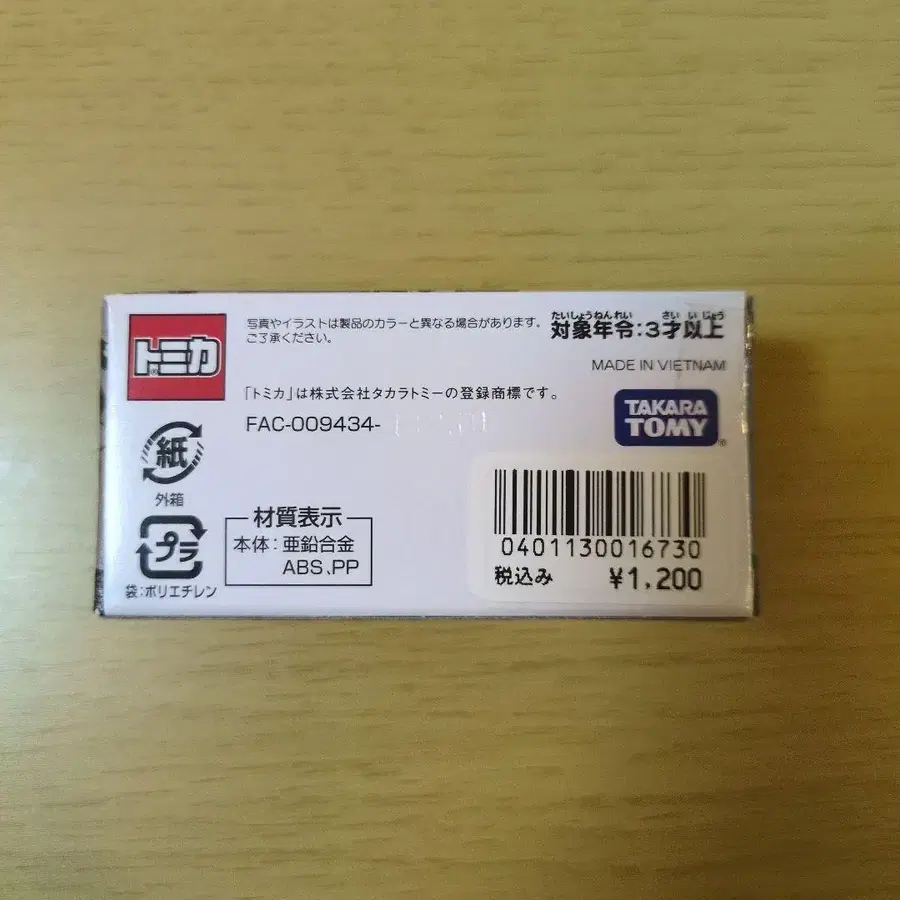 トミカ®
写真やイラストは製品のカラーと異なる場合があります。
ご了承ください。
たいしょうねんれい さいいじょう
対象年令:3才以上
MADE IN VIETNAM
「トミカ」は株式会社タカラトミーの登録商標です。
FAC-009434-
TAKARA
TOMY®
紙
外箱
プラ
袋:ポリエチレン
材質表示
本体:亜鉛合金
ABS、PP
0401130016730
税込み ¥1,200